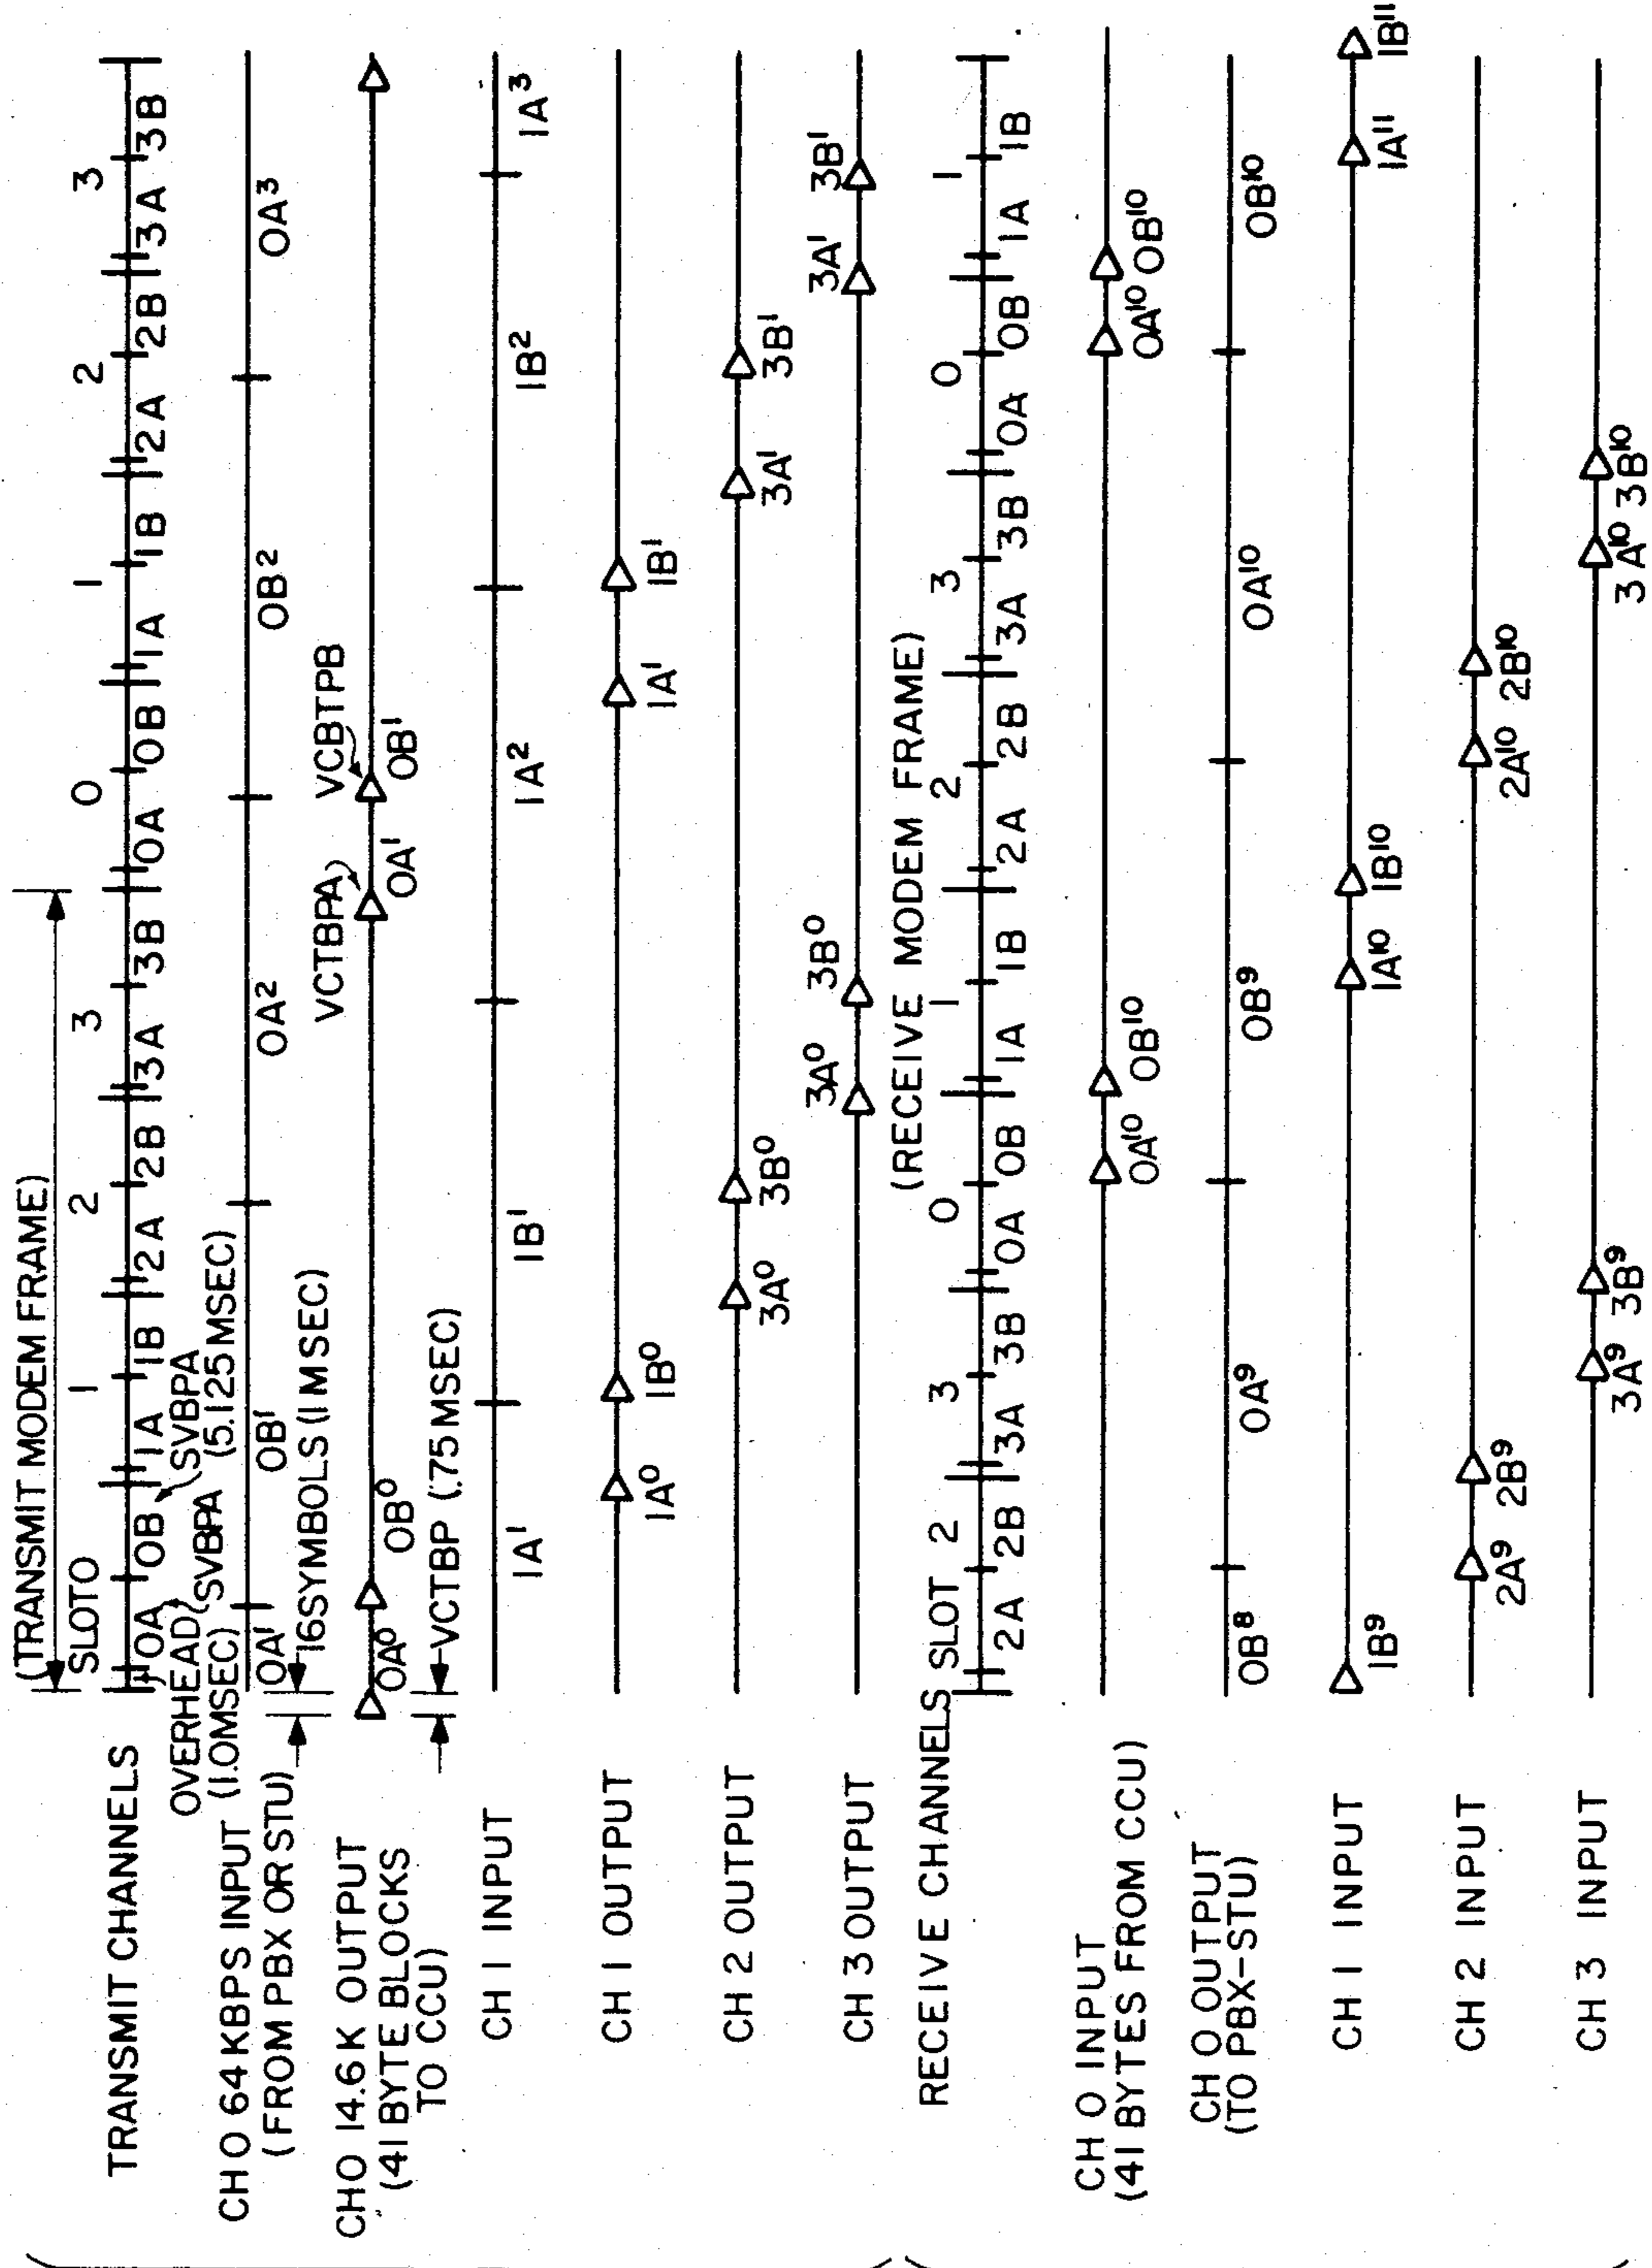 (TRANSMIT MODEM FRAME)
TRANSMIT CHANNELS
SLOT 0 1 2 3 0 1 2 3
0A 0B 1A 1B 2A 2B 3A 3B 0A 0B 1A 1B 2A 2B 3A 3B
OVERHEAD (1.0MSEC)
SVBPA
SVBPA (5.125MSEC)
CH 0 64 KBPS INPUT
(FROM PBX OR STU)
0A¹ 0B¹ 0A² 0B² 0A³
16 SYMBOLS (1 MSEC)
CH 0 14.6 K OUTPUT
(41 BYTE BLOCKS
TO CCU)
VCTBPA VCBTPB
0A⁰ 0B⁰ 0A¹ 0B¹
VCTBP (.75 MSEC)
CH 1 INPUT
1A¹ 1B¹ 1A² 1B² 1A³
CH 1 OUTPUT
1A⁰ 1B⁰ 1A¹ 1B¹
CH 2 OUTPUT
3A⁰ 3B⁰ 3A¹ 3B¹
CH 3 OUTPUT
3A⁰ 3B⁰ 3A¹ 3B¹
(RECEIVE MODEM FRAME)
RECEIVE CHANNELS
SLOT 2 3 0 1 2 3 0 1
2A 2B 3A 3B 0A 0B 1A 1B 2A 2B 3A 3B 0A 0B 1A 1B
CH 0 INPUT
(41 BYTES FROM CCU)
0A¹⁰ 0B¹⁰ 0A¹⁰ 0B¹⁰
CH 0 OUTPUT
(TO PBX-STU)
0B⁸ 0A⁹ 0B⁹ 0A¹⁰ 0B¹⁰
CH 1 INPUT
1B⁹ 1A¹⁰ 1B¹⁰ 1A¹¹ 1B¹¹
CH 2 INPUT
2A⁹ 2B⁹ 2A¹⁰ 2B¹⁰
CH 3 INPUT
3A⁹ 3B⁹ 3A¹⁰ 3B¹⁰